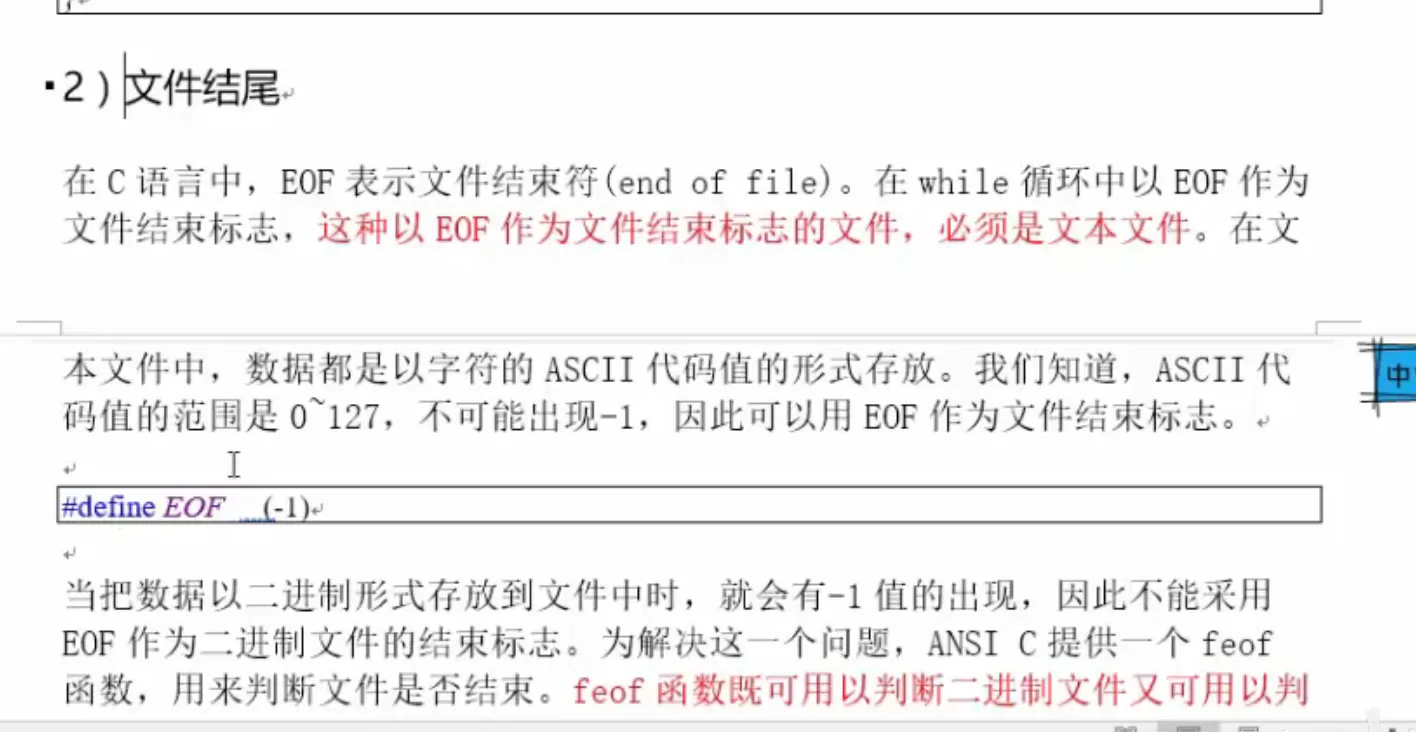 2）文件结尾
在 C 语言中，EOF 表示文件结束符(end of file)。在 while 循环中以 EOF 作为
文件结束标志，这种以 EOF 作为文件结束标志的文件，必须是文本文件。在文
本文件中，数据都是以字符的 ASCII 代码值的形式存放。我们知道，ASCII 代
码值的范围是 0~127，不可能出现-1，因此可以用 EOF 作为文件结束标志。
中
#define EOF (-1)
当把数据以二进制形式存放到文件中时，就会有-1 值的出现，因此不能采用
EOF 作为二进制文件的结束标志。为解决这一个问题，ANSI C 提供一个 feof
函数，用来判断文件是否结束。feof 函数既可用以判断二进制文件又可用以判